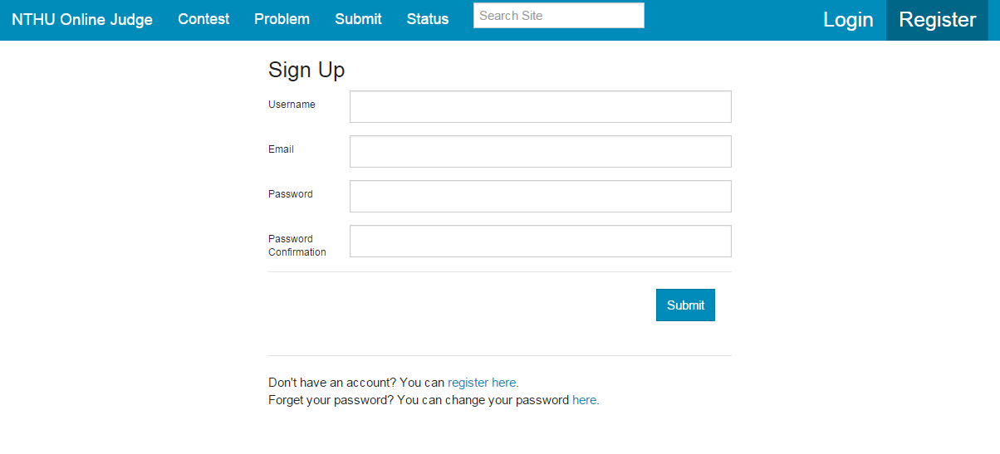 NTHU Online Judge Contest Problem Submit Status Search Site Login Register
Sign Up
Username
Email
Password
Password
Confirmation
Submit
Don't have an account? You can register here.
Forget your password? You can change your password here.